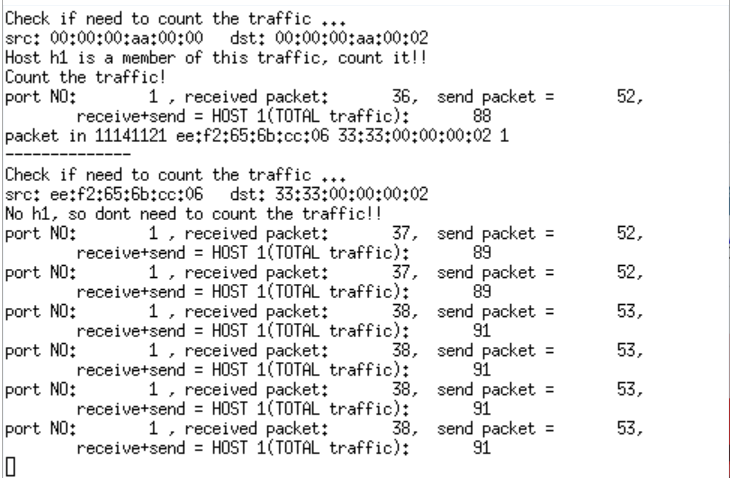 Check if need to count the traffic ...
src: 00:00:00:aa:00:00   dst: 00:00:00:aa:00:02
Host h1 is a member of this traffic, count it!!
Count the traffic!
port NO:        1 , received packet:       36,  send packet =       52,
        receive+send = HOST 1(TOTAL traffic):       88
packet in 11141121 ee:f2:65:6b:cc:06 33:33:00:00:00:02 1
--------------
Check if need to count the traffic ...
src: ee:f2:65:6b:cc:06   dst: 33:33:00:00:00:02
No h1, so dont need to count the traffic!!
port NO:        1 , received packet:       37,  send packet =       52,
        receive+send = HOST 1(TOTAL traffic):       89
port NO:        1 , received packet:       37,  send packet =       52,
        receive+send = HOST 1(TOTAL traffic):       89
port NO:        1 , received packet:       38,  send packet =       53,
        receive+send = HOST 1(TOTAL traffic):       91
port NO:        1 , received packet:       38,  send packet =       53,
        receive+send = HOST 1(TOTAL traffic):       91
port NO:        1 , received packet:       38,  send packet =       53,
        receive+send = HOST 1(TOTAL traffic):       91
port NO:        1 , received packet:       38,  send packet =       53,
        receive+send = HOST 1(TOTAL traffic):       91